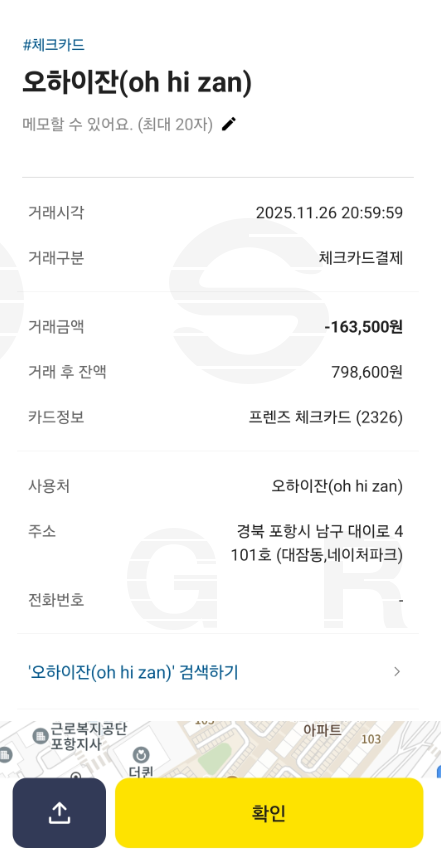 #체크카드
오하이잔(oh hi zan)
메모할 수 있어요. (최대 20자)
거래시각 2025.11.26 20:59:59
거래구분 체크카드결제
거래금액 -163,500원
거래 후 잔액 798,600원
카드정보 프렌즈 체크카드 (2326)
사용처 오하이잔(oh hi zan)
주소 경북 포항시 남구 대이로 4
101호 (대잠동,네이처파크)
전화번호 -
'오하이잔(oh hi zan)' 검색하기
근로복지공단
포항지사
더퀸
아파트
103
확인